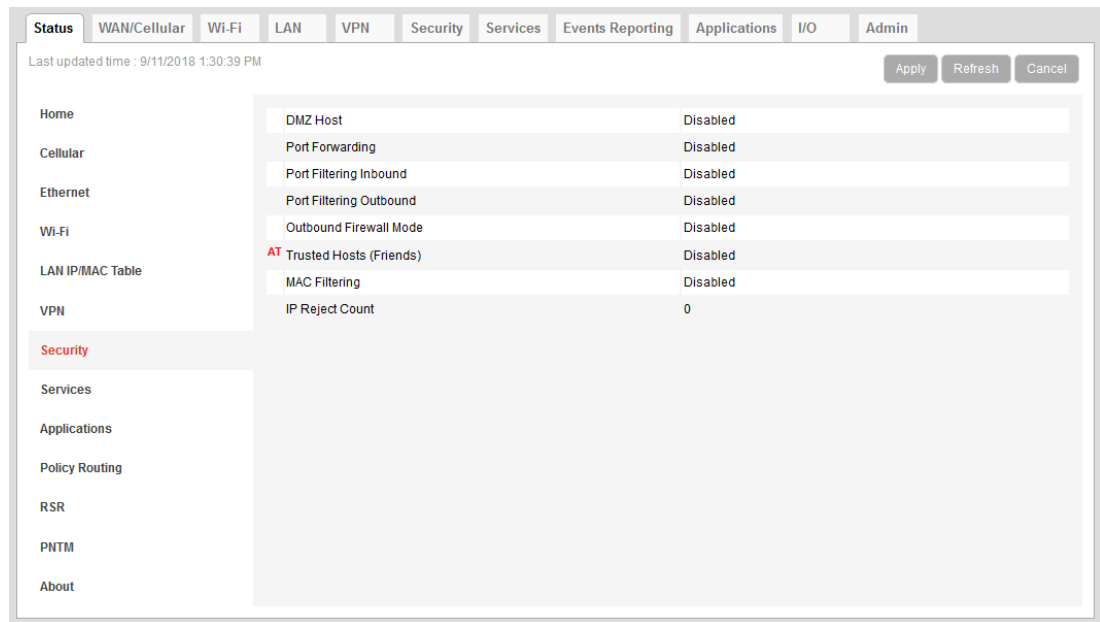 Status WAN/Cellular Wi-Fi LAN VPN Security Services Events Reporting Applications I/O Admin
Last updated time : 9/11/2018 1:30:39 PM
Apply Refresh Cancel
Home
Cellular
Ethernet
Wi-Fi
LAN IP/MAC Table
VPN
Security
Services
Applications
Policy Routing
RSR
PNTM
About
DMZ Host Disabled
Port Forwarding Disabled
Port Filtering Inbound Disabled
Port Filtering Outbound Disabled
Outbound Firewall Mode Disabled
AT Trusted Hosts (Friends) Disabled
MAC Filtering Disabled
IP Reject Count 0